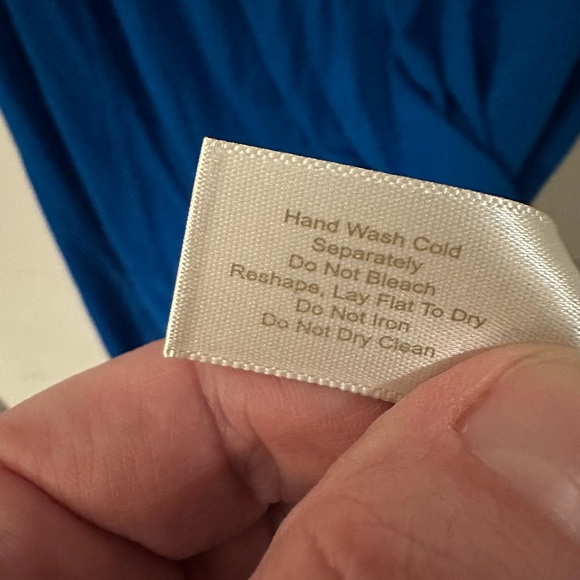 Hand Wash Cold
Separately
Do Not Bleach
Reshape, Lay Flat To Dry
Do Not Iron
Do Not Dry Clean